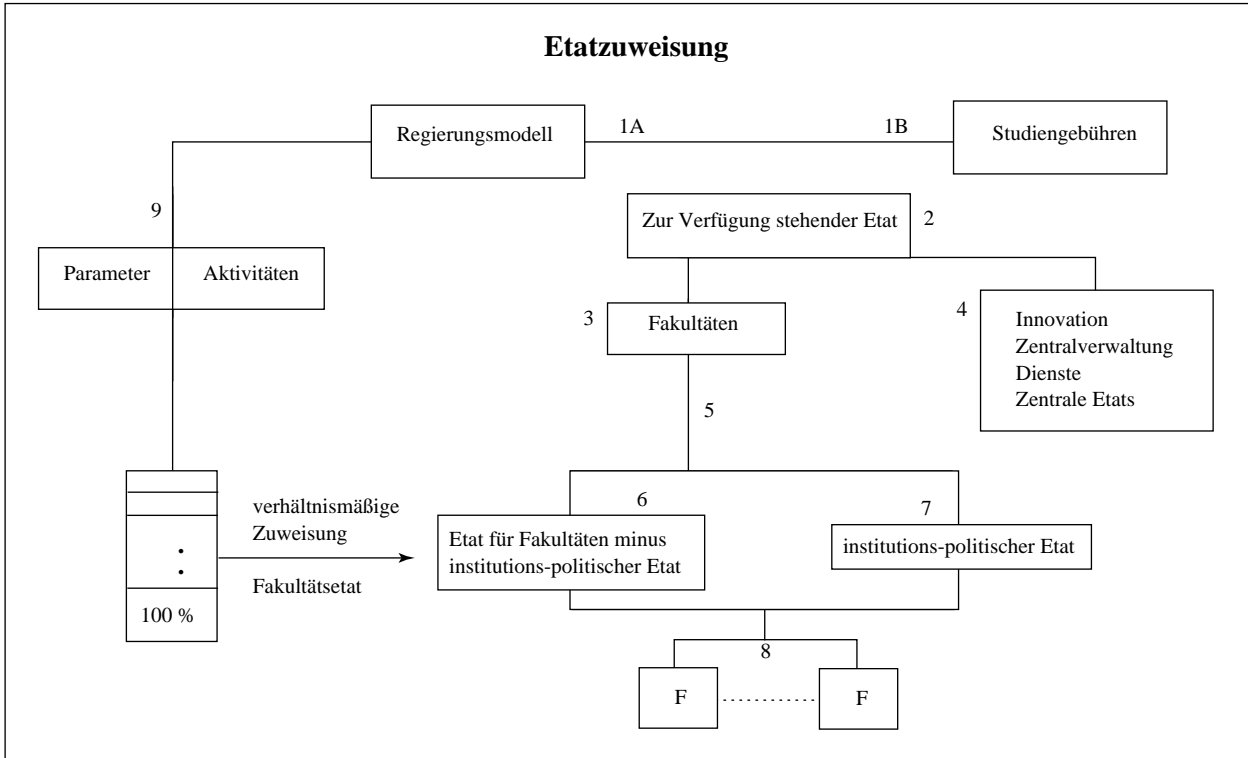 Etatzuweisung
Regierungsmodell
1A
1B
Studiengebühren
9
Zur Verfügung stehender Etat
2
Parameter
Aktivitäten
3
Fakultäten
4
Innovation
Zentralverwaltung
Dienste
Zentrale Etats
5
verhältnismäßige
Zuweisung
Fakultätsetat
100 %
6
Etat für Fakultäten minus
institutions-politischer Etat
7
institutions-politischer Etat
8
F
F